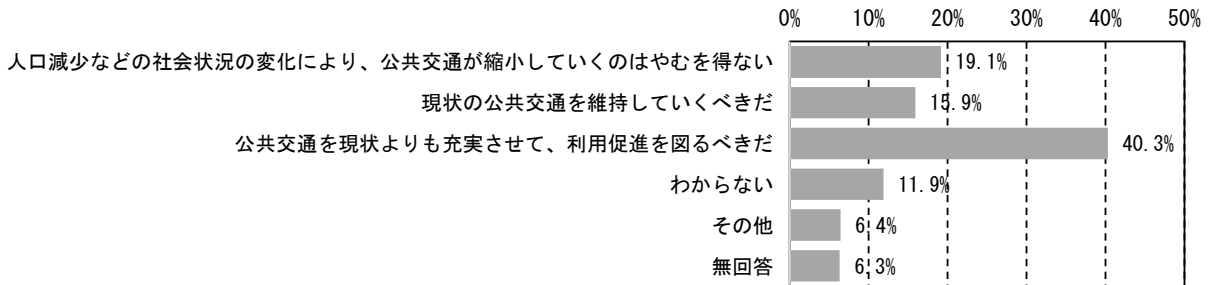 0% 10% 20% 30% 40% 50%
人口減少などの社会状況の変化により、公共交通が縮小していくのはやむを得ない 19.1%
現状の公共交通を維持していくべきだ 15.9%
公共交通を現状よりも充実させて、利用促進を図るべきだ 40.3%
わからない 11.9%
その他 6.4%
無回答 6.3%